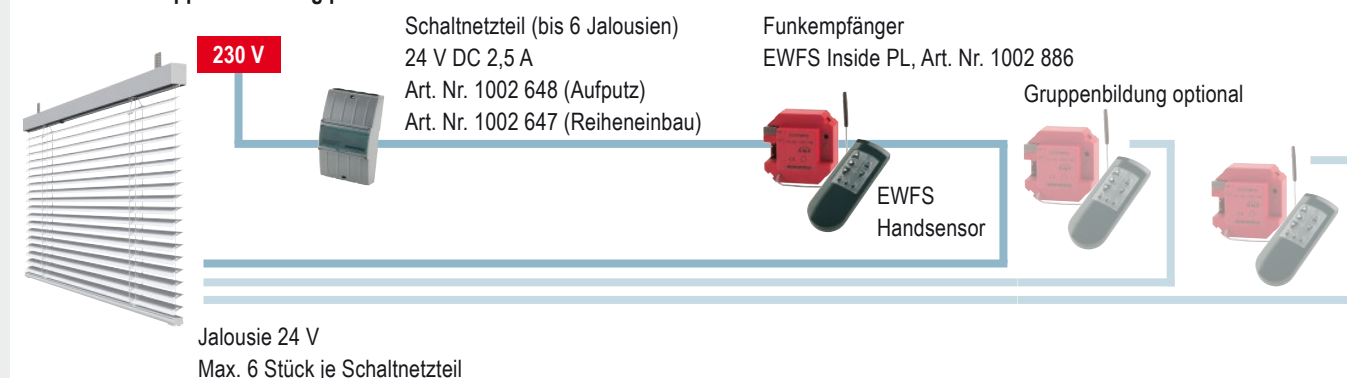 230 V
Schaltnetzteil (bis 6 Jalousien)
24 V DC 2,5 A
Art. Nr. 1002 648 (Aufputz)
Art. Nr. 1002 647 (Reiheneinbau)
Funkempfänger
EWFS Inside PL, Art. Nr. 1002 886
Gruppenbildung optional
EWFS
Handsensor
Jalousie 24 V
Max. 6 Stück je Schaltnetzteil